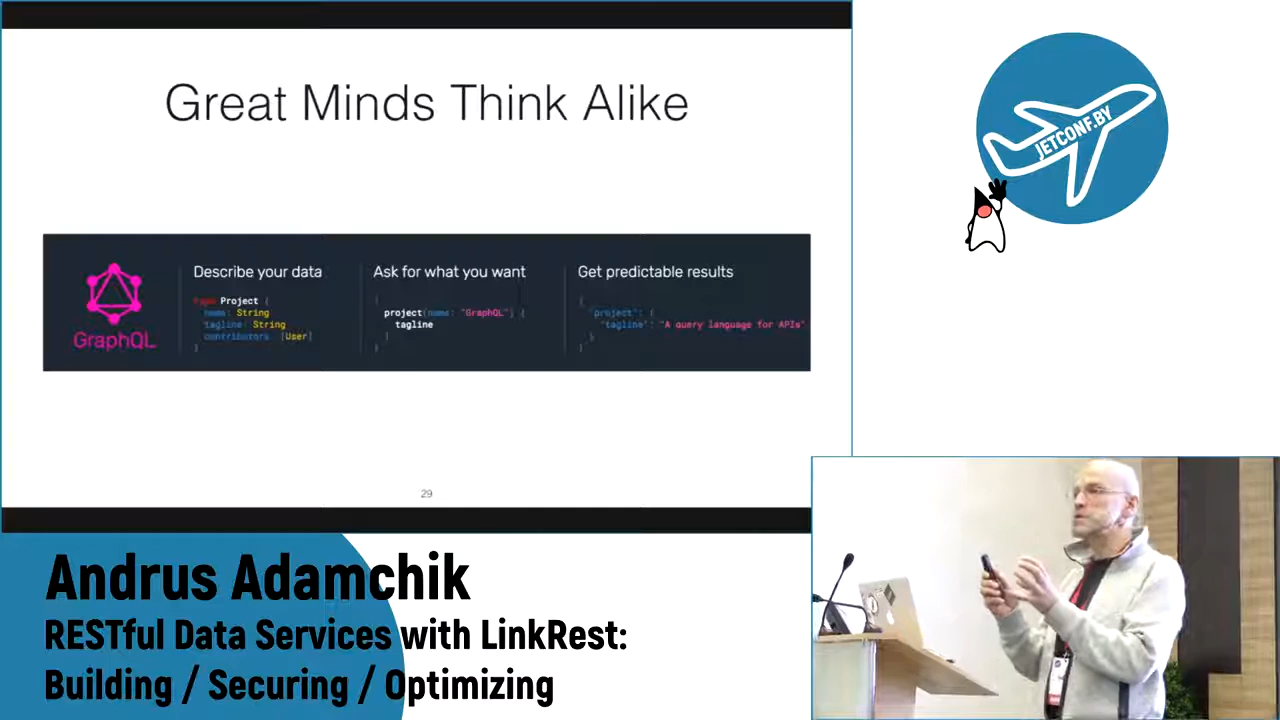 Great Minds Think Alike
GraphQL
Describe your data
type Project {
name: String
tagline: String
contributors: [User]
}
Ask for what you want
{
project(name: "GraphQL") {
tagline
}
}
Get predictable results
{
"project": {
"tagline": "A query language for APIs"
}
}
29
JETCONF.BY
Andrus Adamchik
RESTful Data Services with LinkRest:
Building / Securing / Optimizing